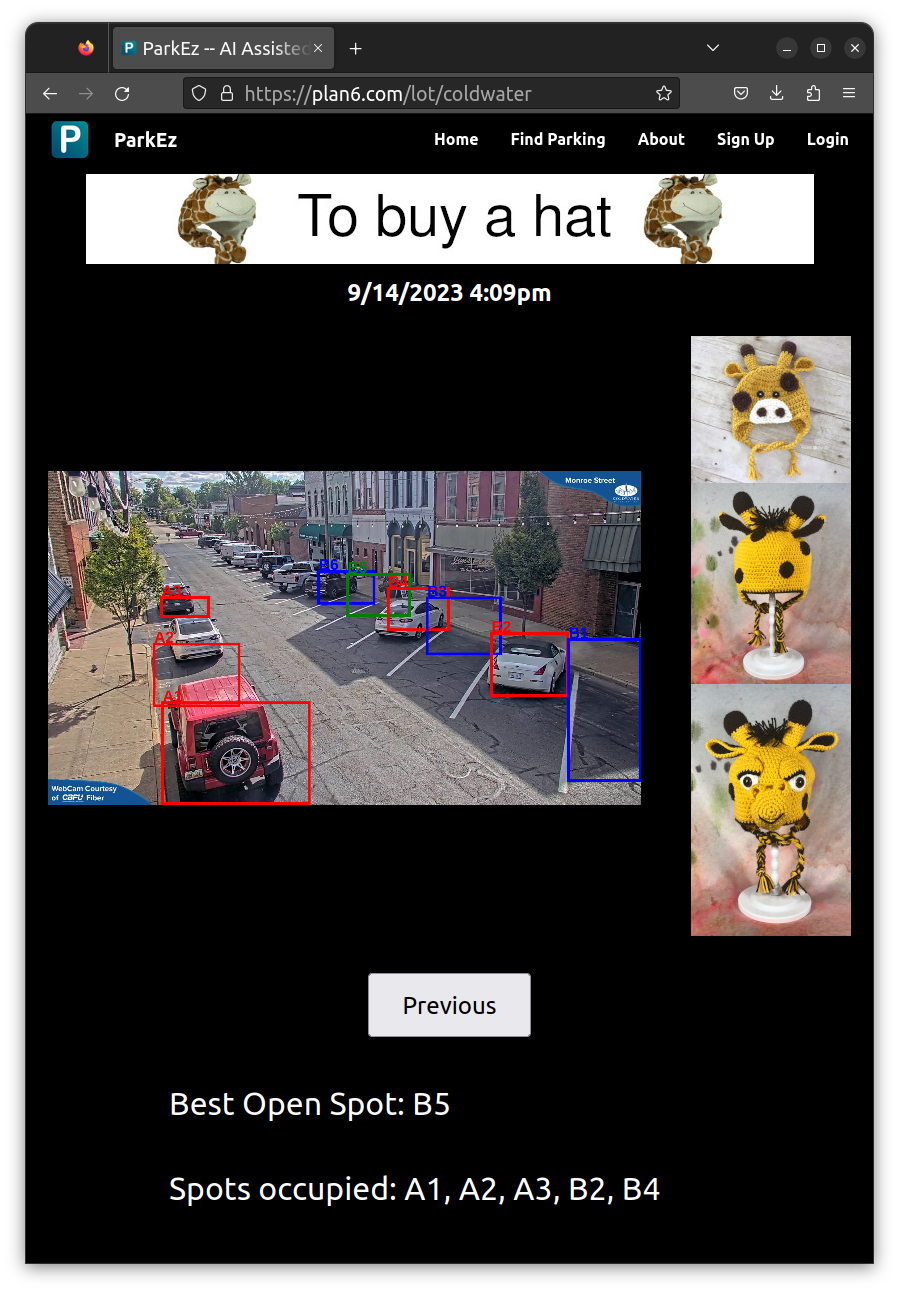 ParkEz -- AI Assisted
https://plan6.com/lot/coldwater
P ParkEz Home Find Parking About Sign Up Login
To buy a hat
9/14/2023 4:09pm
Monroe Street
COLDWATER
B6 B5
A3 B4 B3
A2 B2 B1
A1
WebCam Courtesy
of CBPU Fiber
Previous
Best Open Spot: B5
Spots occupied: A1, A2, A3, B2, B4